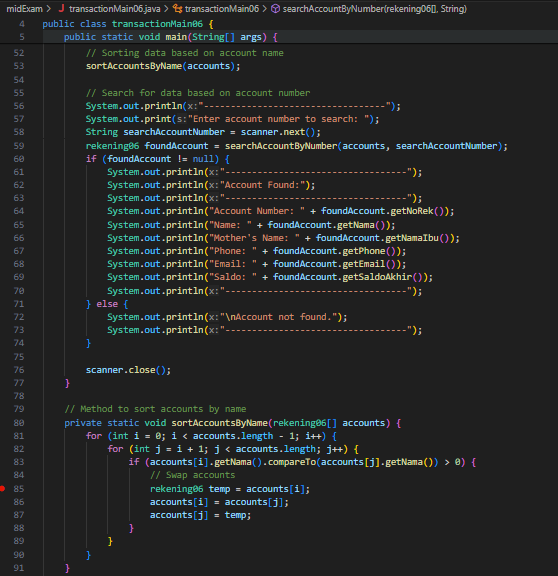 midExam > J transactionMain06.java > transactionMain06 > searchAccountByNumber(rekening06[], String)
4 public class transactionMain06 {
5 public static void main(String[] args) {
52 // Sorting data based on account name
53 sortAccountsByName(accounts);
54
55 // Search for data based on account number
56 System.out.println(x:"----------------------------------");
57 System.out.print(s:"Enter account number to search: ");
58 String searchAccountNumber = scanner.next();
59 rekening06 foundAccount = searchAccountByNumber(accounts, searchAccountNumber);
60 if (foundAccount != null) {
61 System.out.println(x:"----------------------------------");
62 System.out.println(x:"Account Found:");
63 System.out.println(x:"----------------------------------");
64 System.out.println("Account Number: " + foundAccount.getNoRek());
65 System.out.println("Name: " + foundAccount.getNama());
66 System.out.println("Mother's Name: " + foundAccount.getNamaIbu());
67 System.out.println("Phone: " + foundAccount.getPhone());
68 System.out.println("Email: " + foundAccount.getEmail());
69 System.out.println("Saldo: " + foundAccount.getSaldoAkhir());
70 System.out.println(x:"----------------------------------");
71 } else {
72 System.out.println(x:"\nAccount not found.");
73 System.out.println(x:"----------------------------------");
74 }
75
76 scanner.close();
77 }
78
79 // Method to sort accounts by name
80 private static void sortAccountsByName(rekening06[] accounts) {
81 for (int i = 0; i < accounts.length - 1; i++) {
82 for (int j = i + 1; j < accounts.length; j++) {
83 if (accounts[i].getNama().compareTo(accounts[j].getNama()) > 0) {
84 // Swap accounts
85 rekening06 temp = accounts[i];
86 accounts[i] = accounts[j];
87 accounts[j] = temp;
88 }
89 }
90 }
91 }